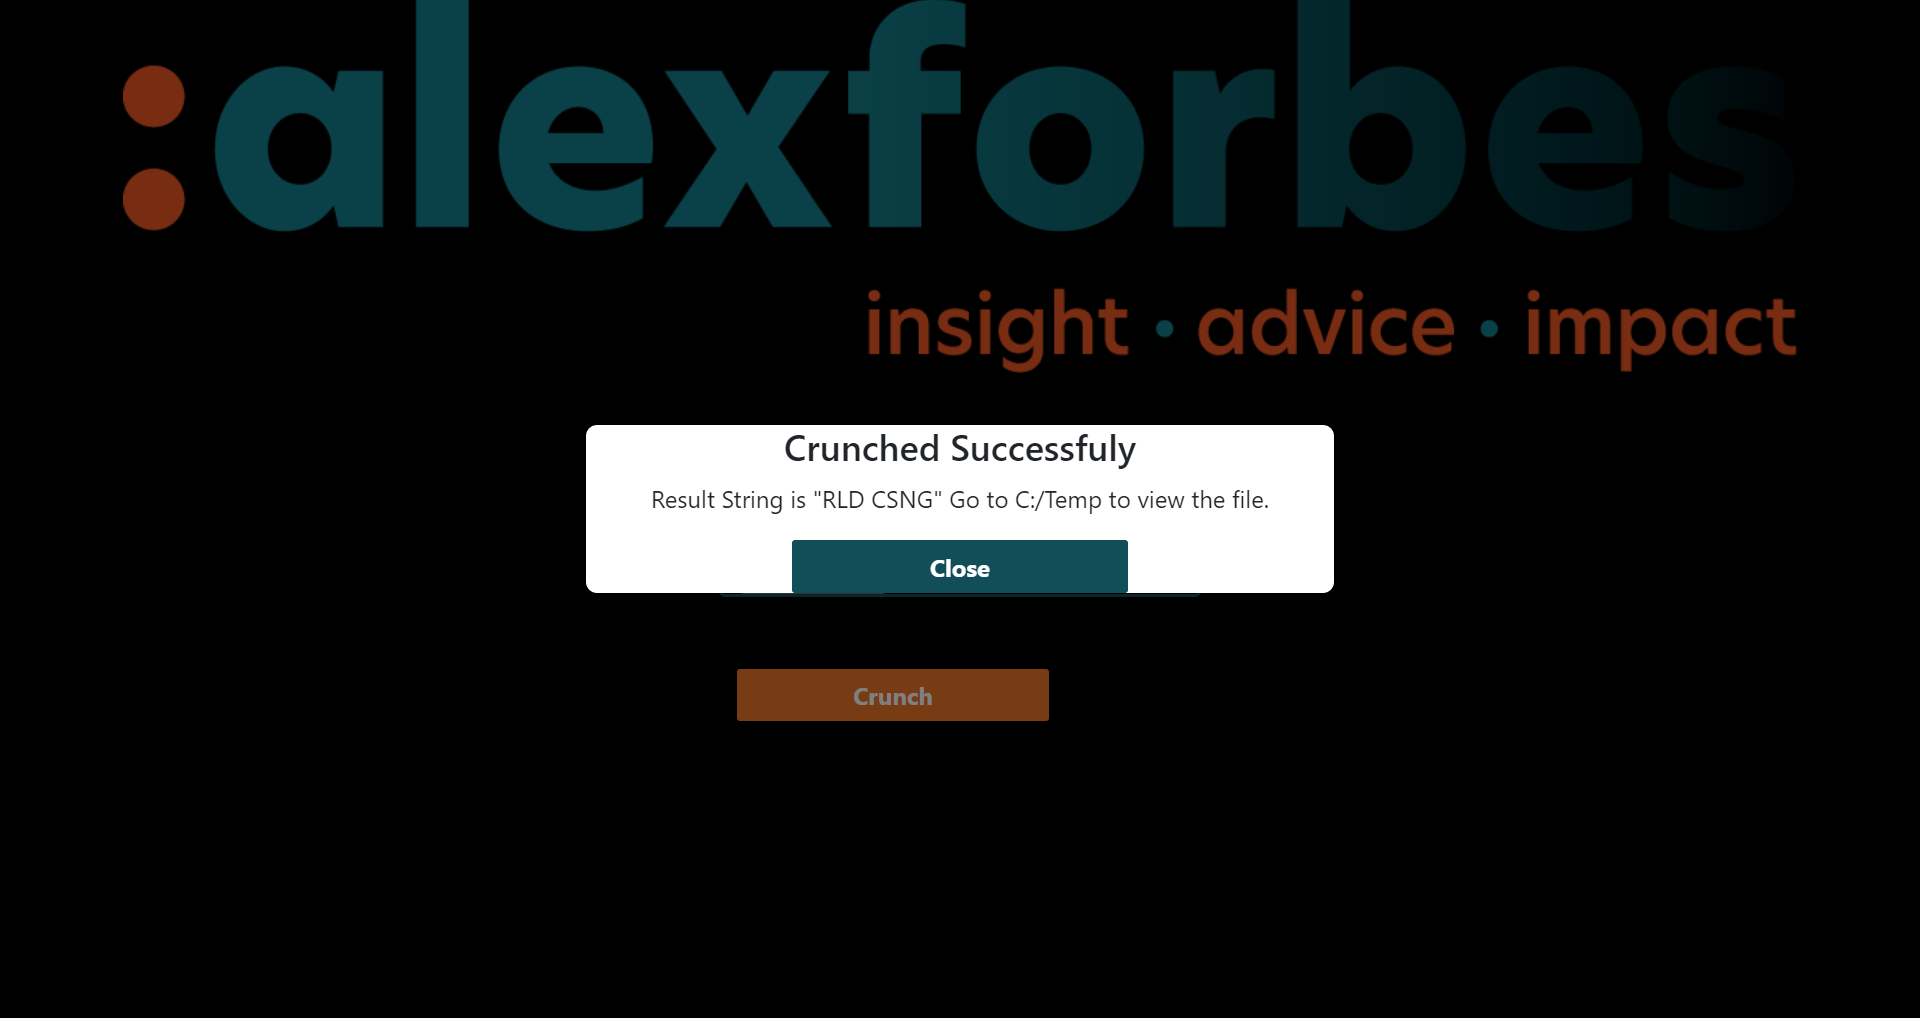 :alexforbes
insight • advice • impact
Crunched Successfuly
Result String is "RLD CSNG" Go to C:/Temp to view the file.
Close
Crunch